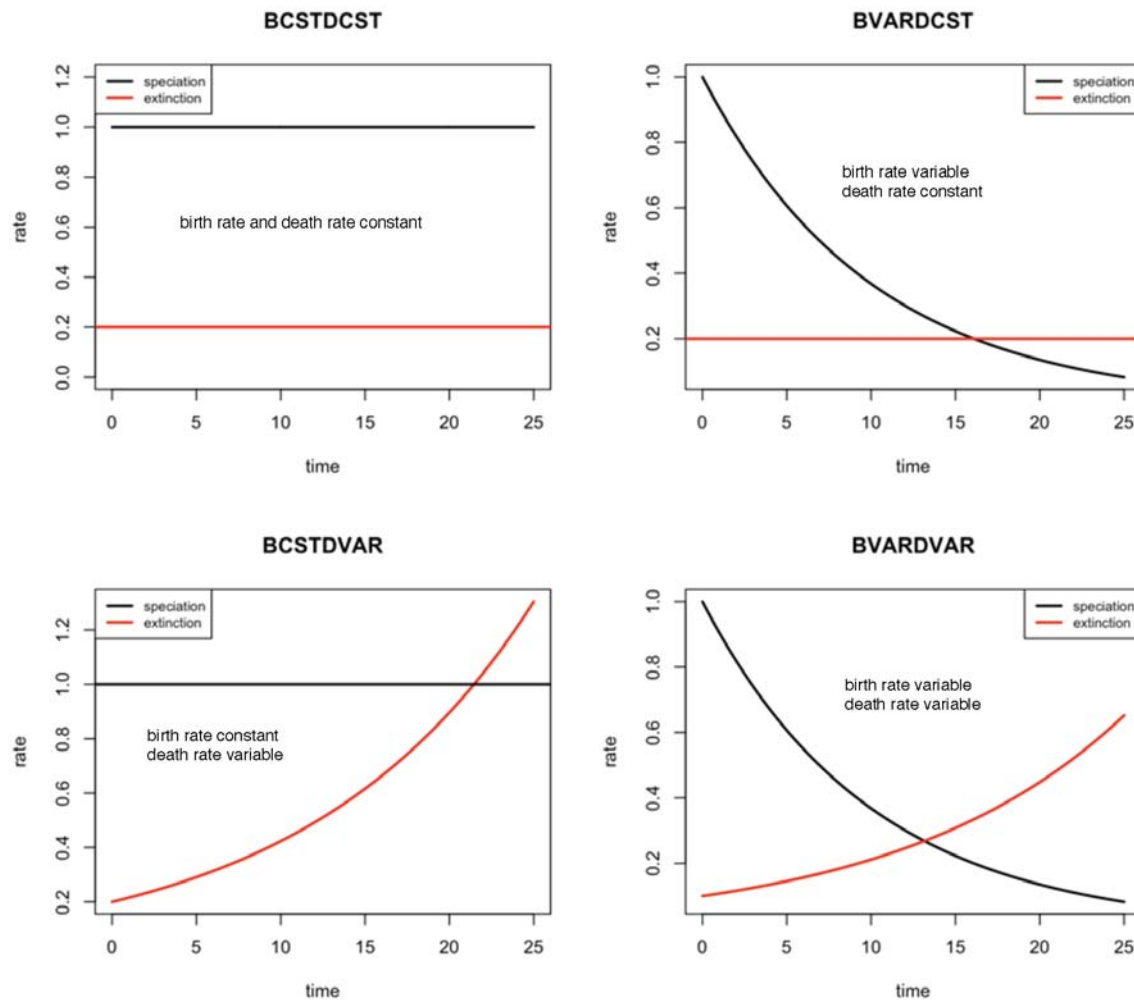 BCSTDCST
speciation
extinction
birth rate and death rate constant
rate
0.0
0.2
0.4
0.6
0.8
1.0
1.2
0 5 10 15 20 25
time
BVARDCST
speciation
extinction
birth rate variable
death rate constant
rate
0.2
0.4
0.6
0.8
1.0
0 5 10 15 20 25
time
BCSTDVAR
speciation
extinction
birth rate constant
death rate variable
rate
0.2
0.4
0.6
0.8
1.0
1.2
0 5 10 15 20 25
time
BVARDVAR
speciation
extinction
birth rate variable
death rate variable
rate
0.2
0.4
0.6
0.8
1.0
0 5 10 15 20 25
time